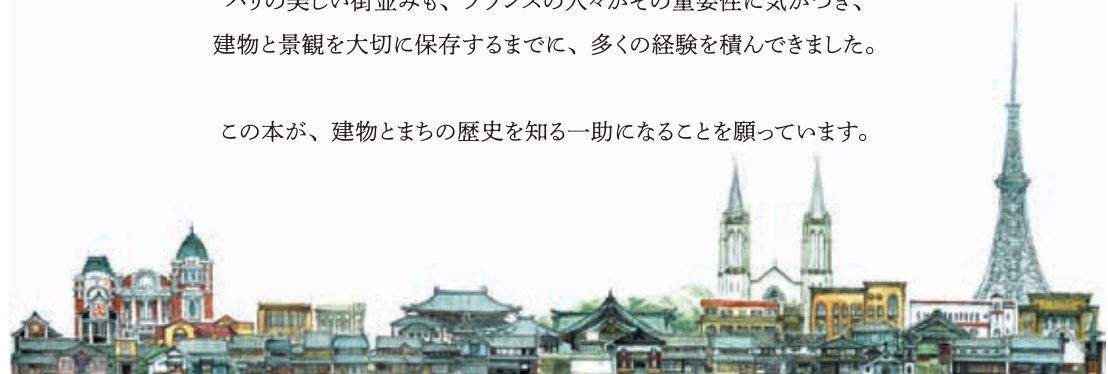 パリの美しい街並みも、フランスの人々がその重要性に気がつき、
建物と景観を大切に保存するまでに、多くの経験を積んできました。
この本が、建物とまちの歴史を知る一助になることを願っています。